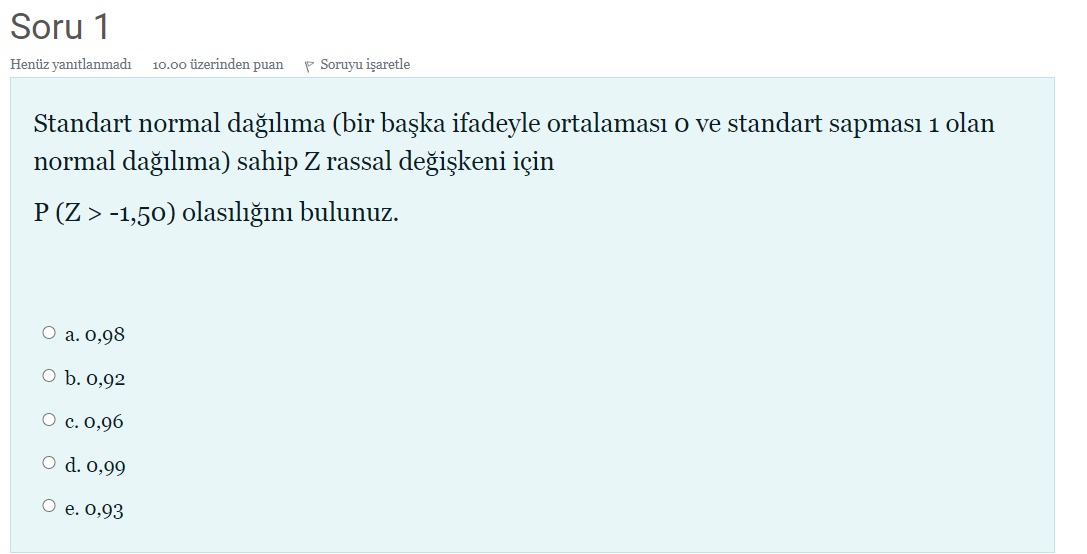 Soru 1
Henüz yanıtlanmadı 10.00 üzerinden puan Soruyu işaretle
Standart normal dağılıma (bir başka ifadeyle ortalaması 0 ve standart sapması 1 olan
normal dağılıma) sahip Z rassal değişkeni için
P (Z > -1,50) olasılığını bulunuz.
a. 0,98
b. 0,92
c. 0,96
d. 0,99
e. 0,93